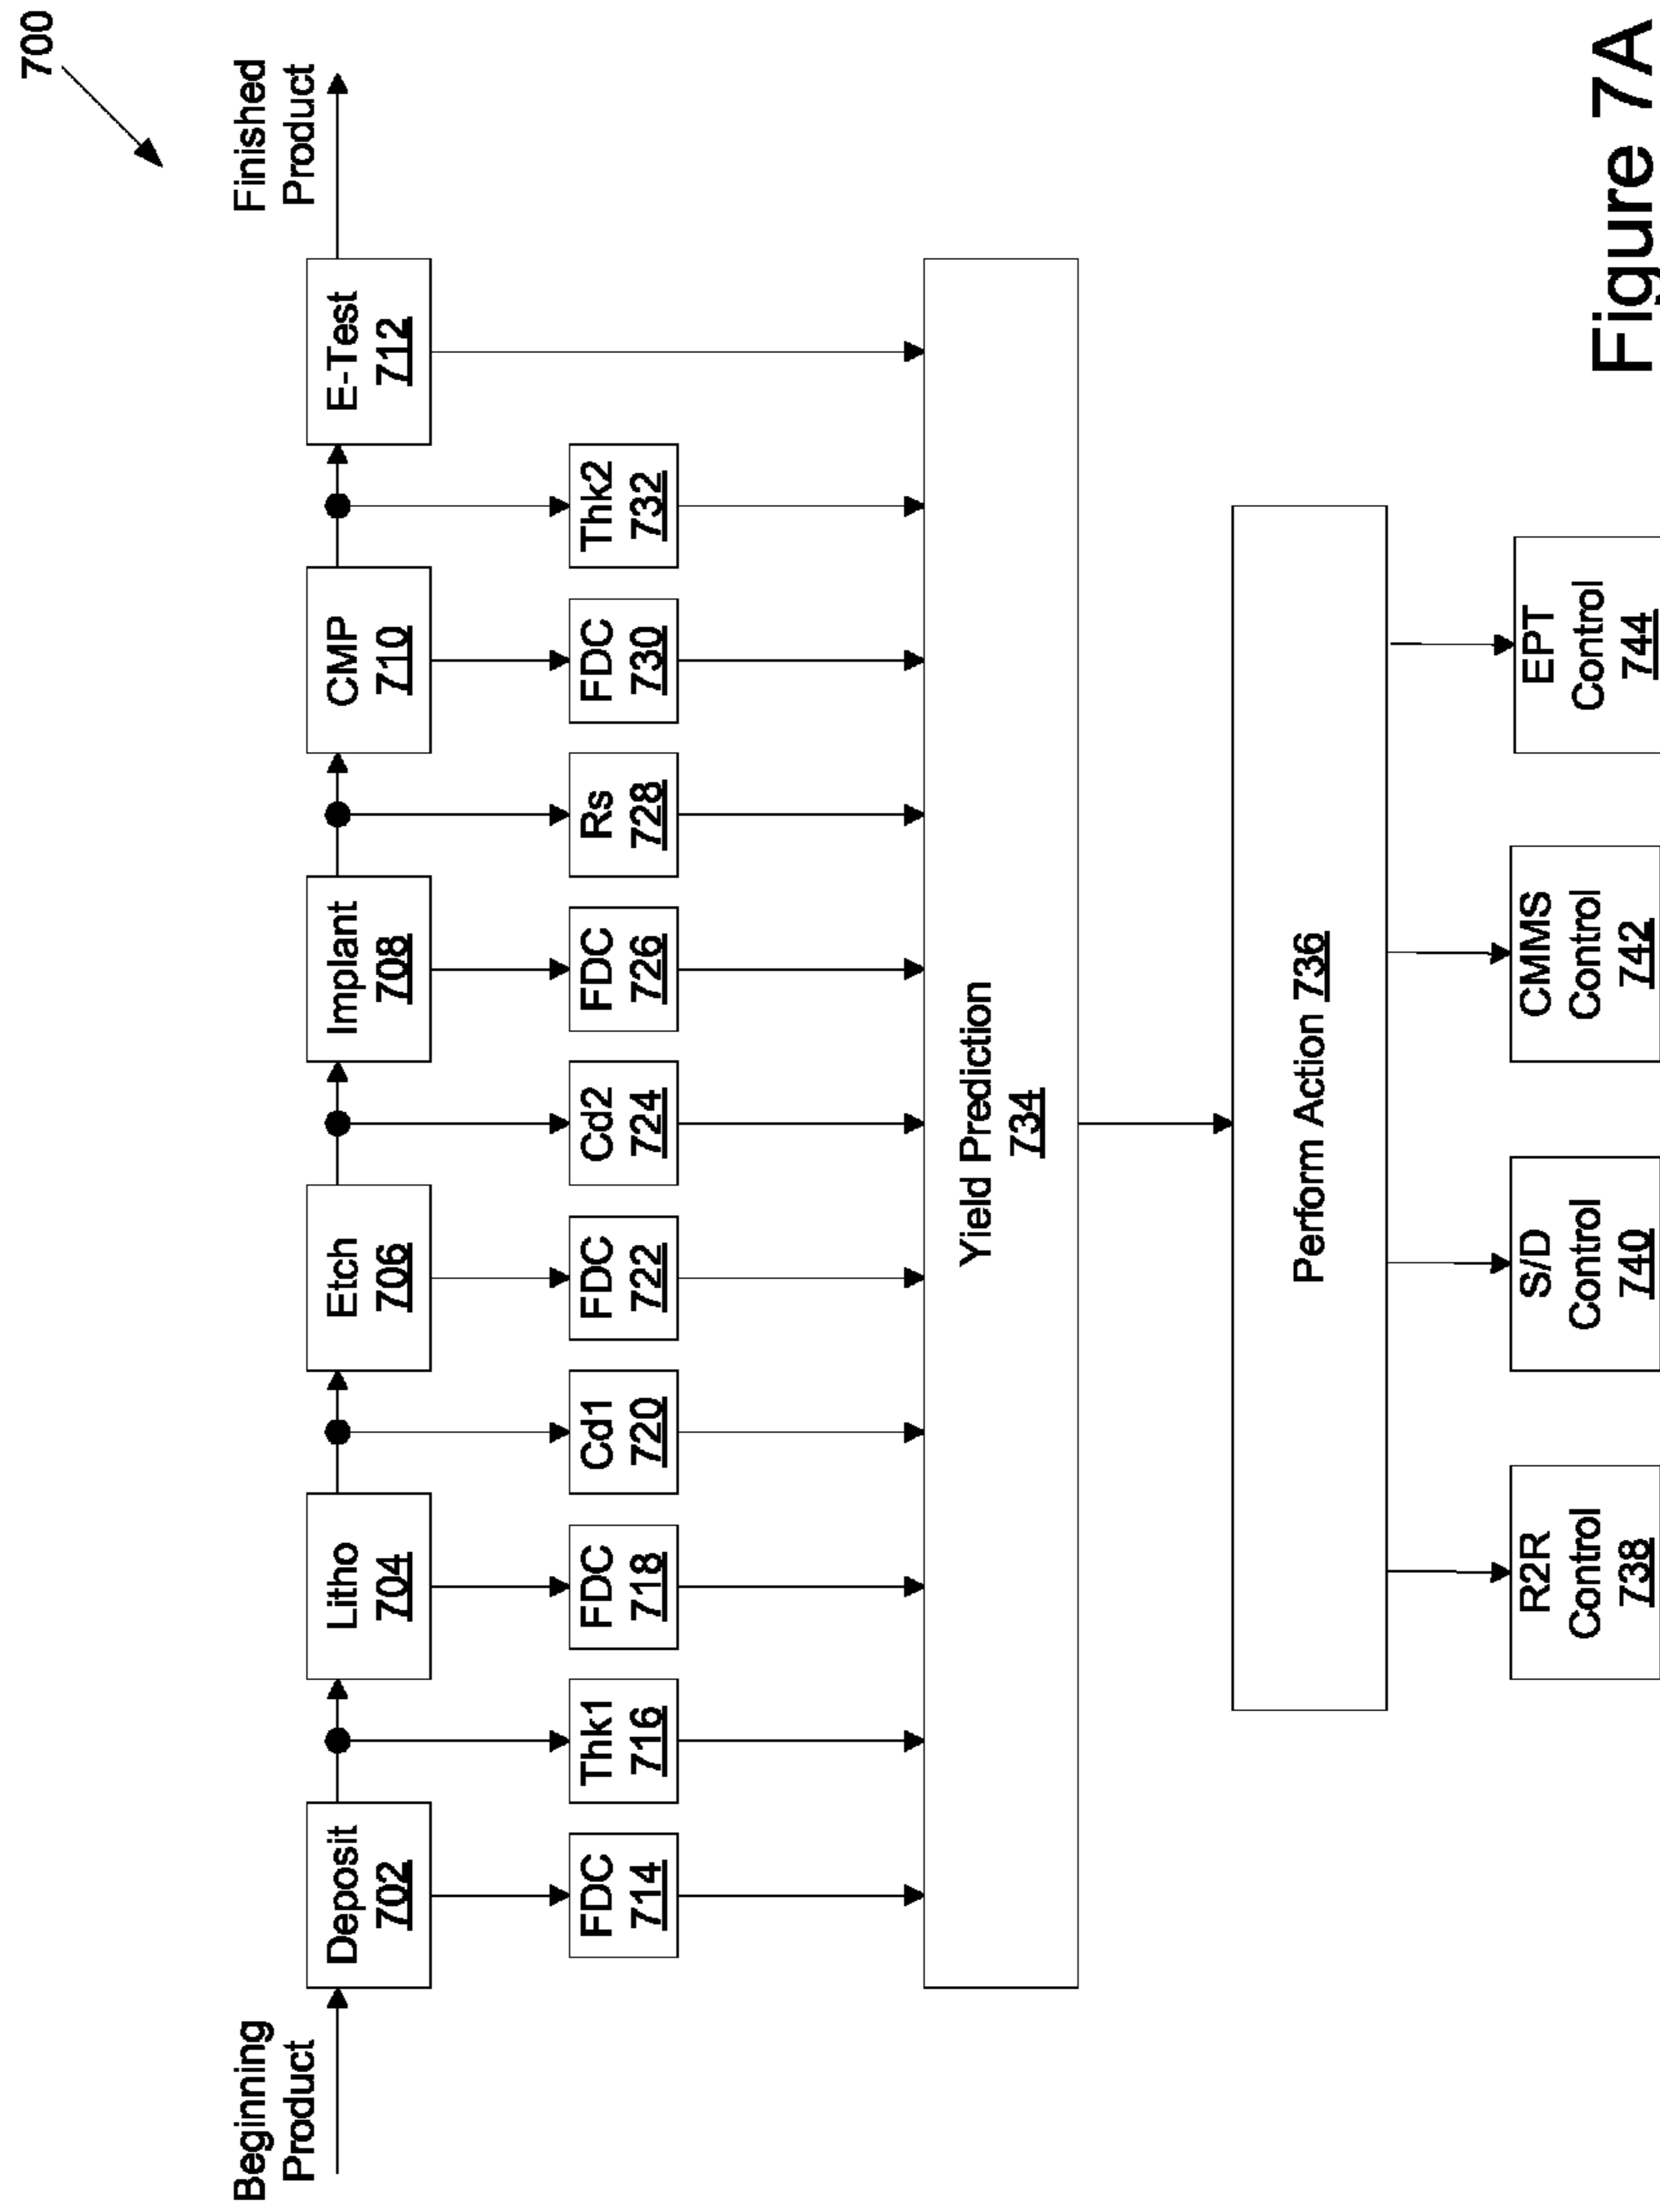 700
Beginning
Product
Finished
Product
Deposit
702
Litho
704
Etch
706
Implant
708
CMP
710
E-Test
712
FDC
714
Thk1
716
FDC
718
Cd1
720
FDC
722
Cd2
724
FDC
726
Rs
728
FDC
730
Thk2
732
Yield Prediction
734
Perform Action 736
R2R
Control
738
S/D
Control
740
CMMS
Control
742
EPT
Control
744
Figure 7A